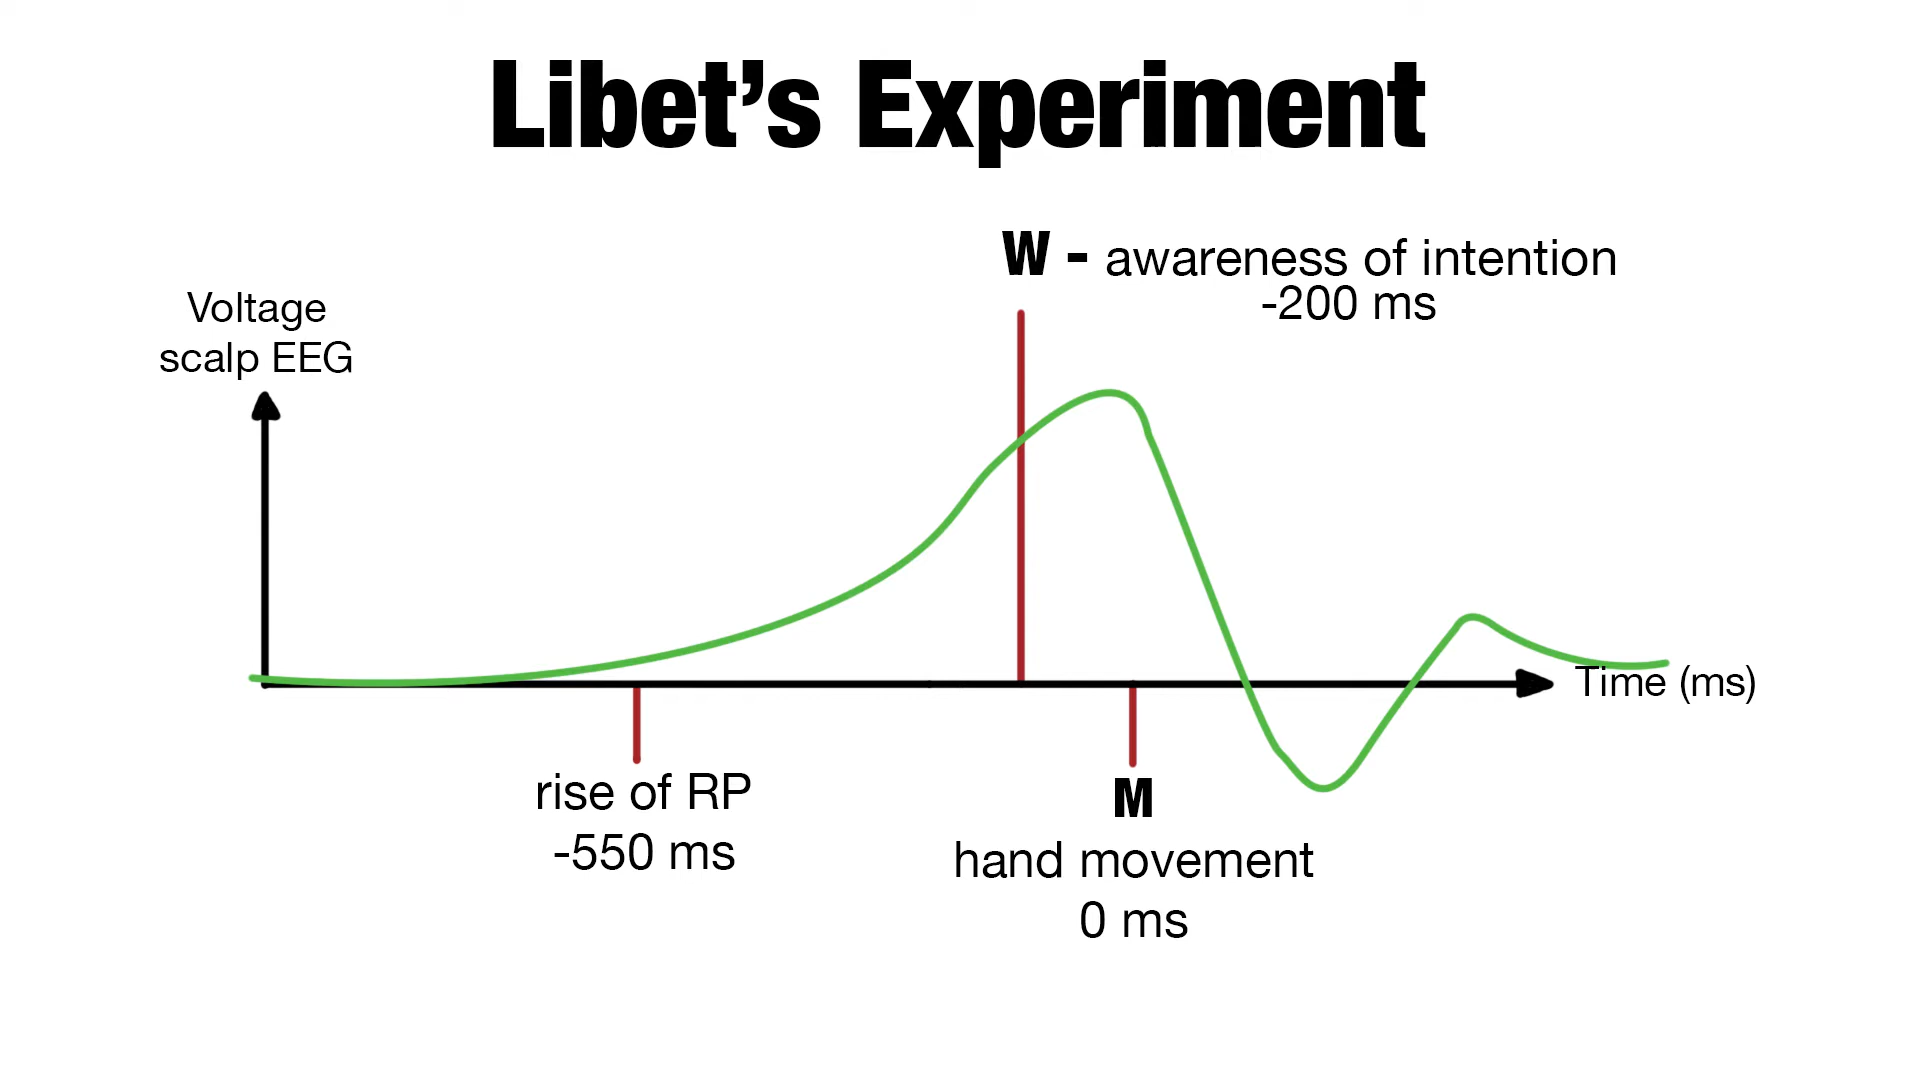 Libet’s Experiment
W - awareness of intention
-200 ms
Voltage
scalp EEG
Time (ms)
rise of RP
-550 ms
M
hand movement
0 ms